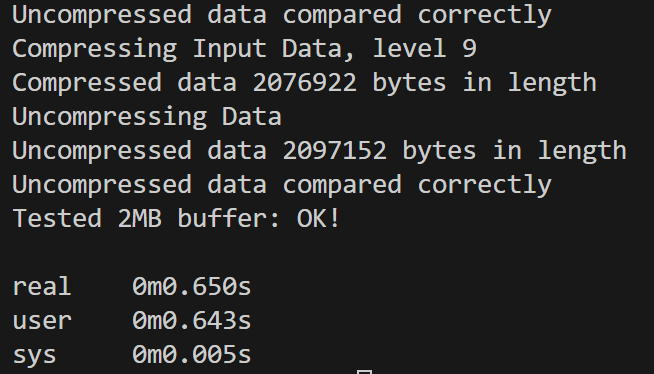 Uncompressed data compared correctly
Compressing Input Data, level 9
Compressed data 2076922 bytes in length
Uncompressing Data
Uncompressed data 2097152 bytes in length
Uncompressed data compared correctly
Tested 2MB buffer: OK!
real 0m0.650s
user 0m0.643s
sys 0m0.005s